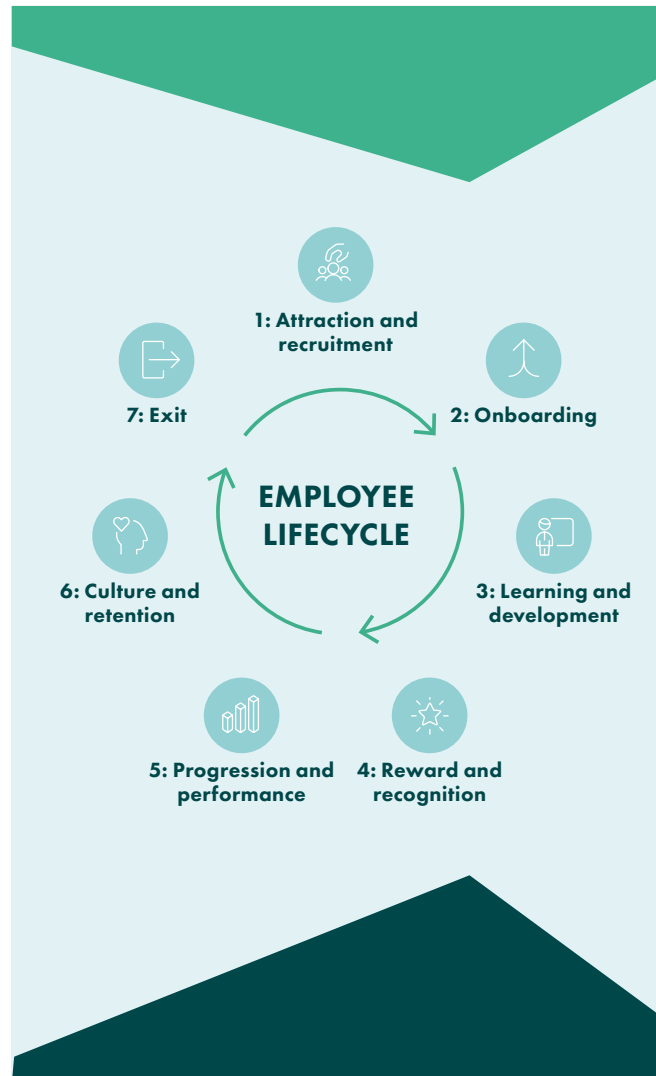 1: Attraction and
recruitment
2: Onboarding
3: Learning and
development
4: Reward and
recognition
5: Progression and
performance
6: Culture and
retention
7: Exit
EMPLOYEE
LIFECYCLE